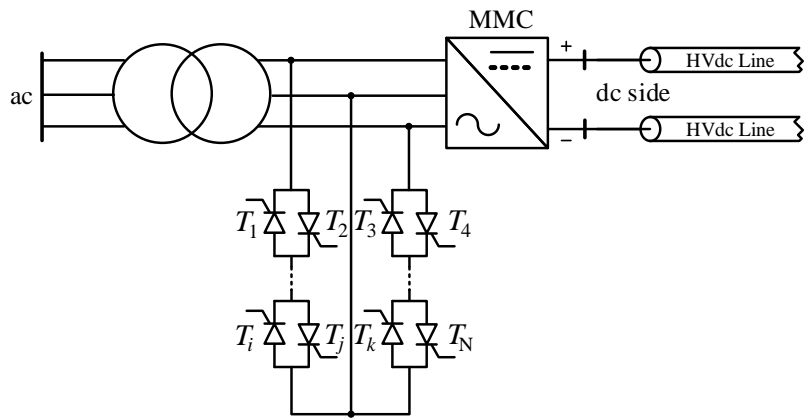 MMC
ac
+
HVdc Line
dc side
−
HVdc Line
T1 T2 T3 T4
Ti Tj Tk TN